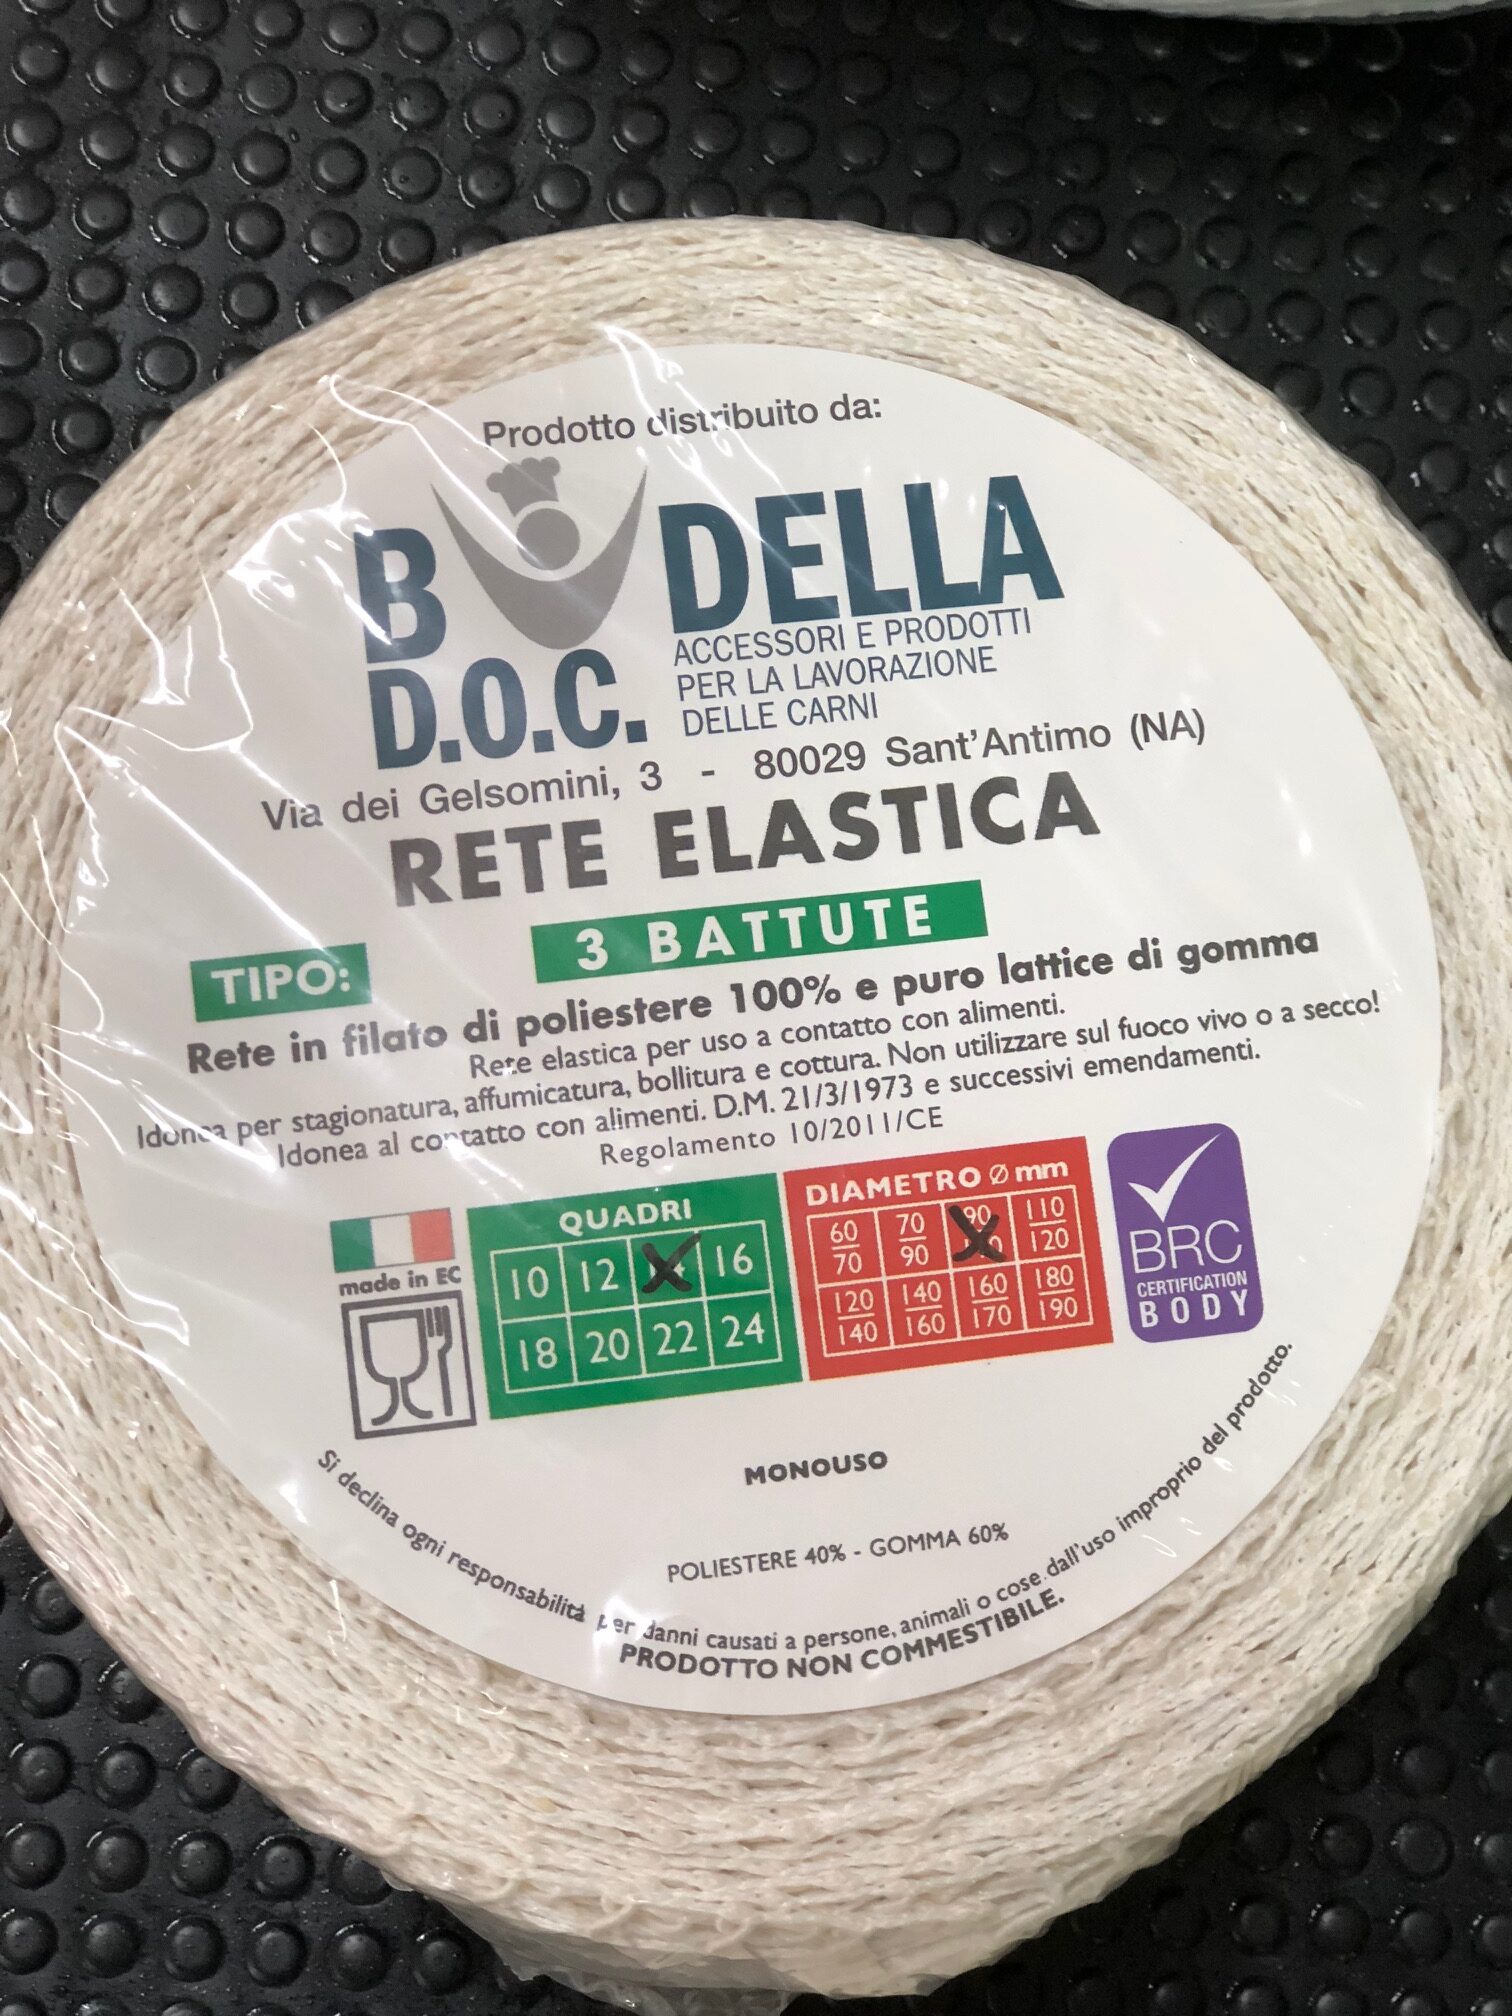 Prodotto distribuito da:
B DELLA
D.O.C.
ACCESSORI E PRODOTTI
PER LA LAVORAZIONE
DELLE CARNI
Via dei Gelsomini, 3 - 80029 Sant'Antimo (NA)
RETE ELASTICA
TIPO: 3 BATTUTE
Rete in filato di poliestere 100% e puro lattice di gomma
Rete elastica per uso a contatto con alimenti.
Idonea per stagionatura, affumicatura, bollitura e cottura. Non utilizzare sul fuoco vivo o a secco!
Idonea al contatto con alimenti. D.M. 21/3/1973 e successivi emendamenti.
Regolamento 10/2011/CE
made in EC
QUADRI
10 12 16
18 20 22 24
DIAMETRO Ø mm
60 70 90 110
70 90 120
120 140 160 180
140 160 170 190
BRC
CERTIFICATION
BODY
MONOUSO
POLIESTERE 40% - GOMMA 60%
Si declina ogni responsabilità per danni causati a persone, animali o cose dall'uso improprio del prodotto.
PRODOTTO NON COMMESTIBILE.